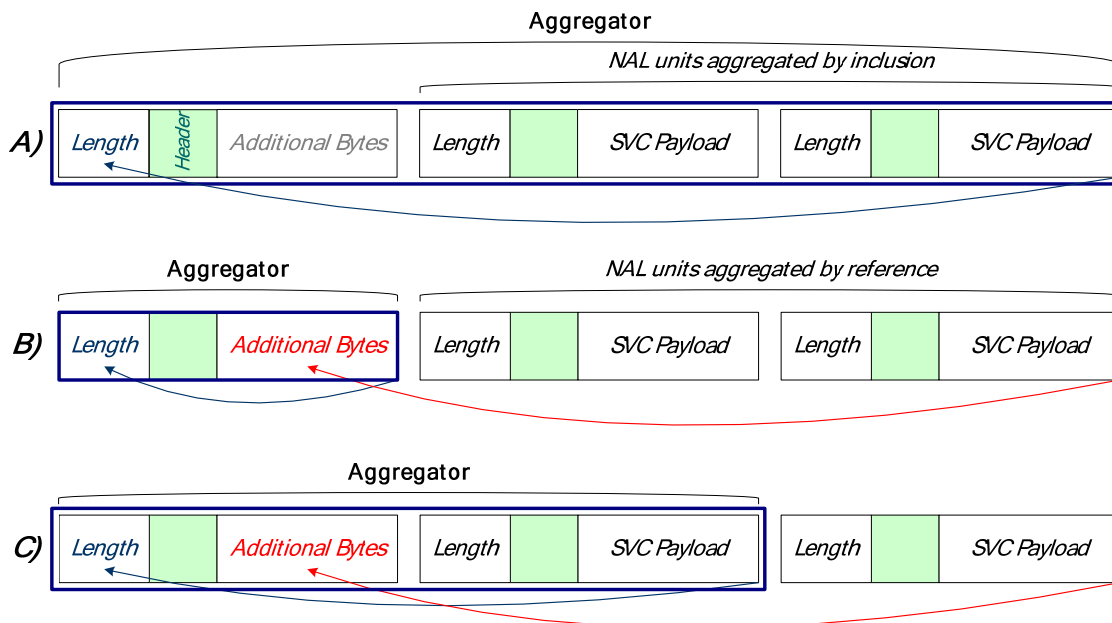 Aggregator
NAL units aggregated by inclusion
A) Length Header Additional Bytes Length SVC Payload Length SVC Payload
Aggregator NAL units aggregated by reference
B) Length Additional Bytes Length SVC Payload Length SVC Payload
Aggregator
C) Length Additional Bytes Length SVC Payload Length SVC Payload